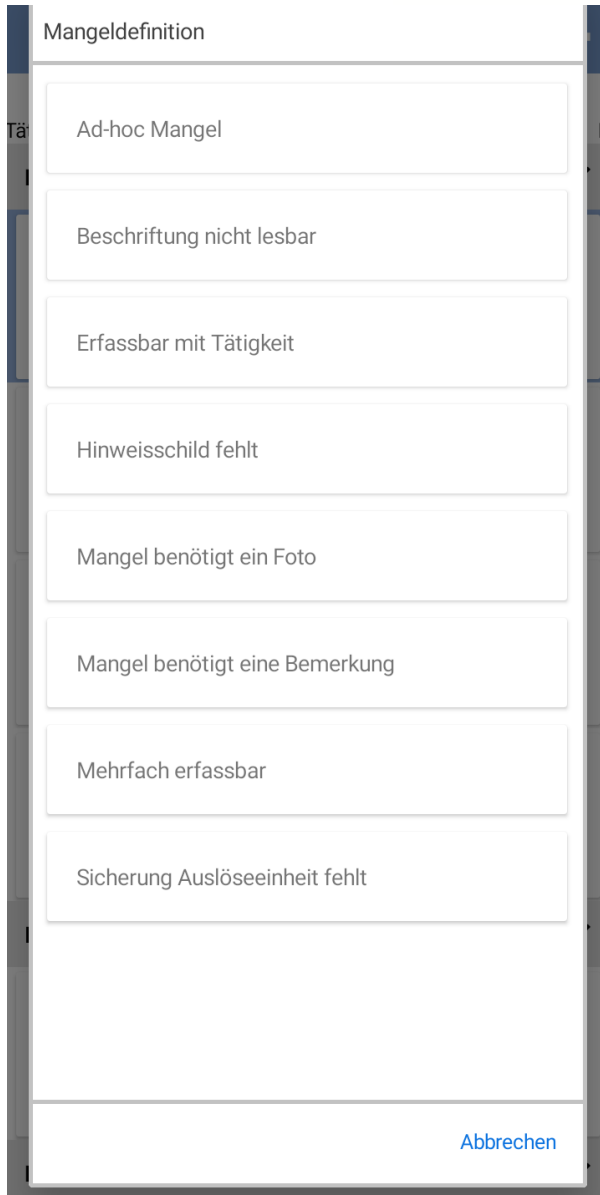 Mangeldefinition
Ad-hoc Mangel
Beschriftung nicht lesbar
Erfassbar mit Tätigkeit
Hinweisschild fehlt
Mangel benötigt ein Foto
Mangel benötigt eine Bemerkung
Mehrfach erfassbar
Sicherung Auslöseeinheit fehlt
Abbrechen